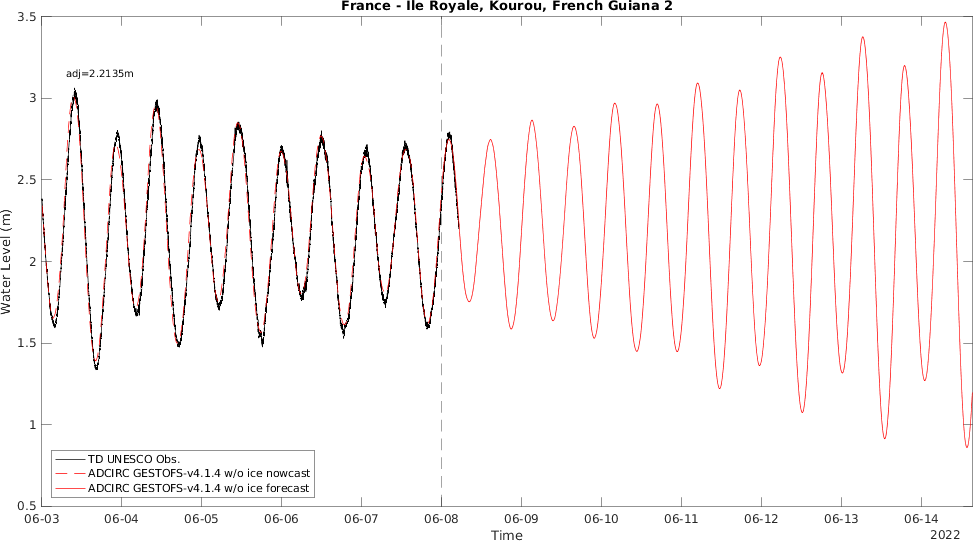 France - Ile Royale, Kourou, French Guiana 2
3.5
adj=2.2135m
3
2.5
Water Level (m)
2
1.5
1
TD UNESCO Obs.
ADCIRC GESTOFS-v4.1.4 w/o ice nowcast
ADCIRC GESTOFS-v4.1.4 w/o ice forecast
0.5
06-03 06-04 06-05 06-06 06-07 06-08 06-09 06-10 06-11 06-12 06-13 06-14
Time
2022